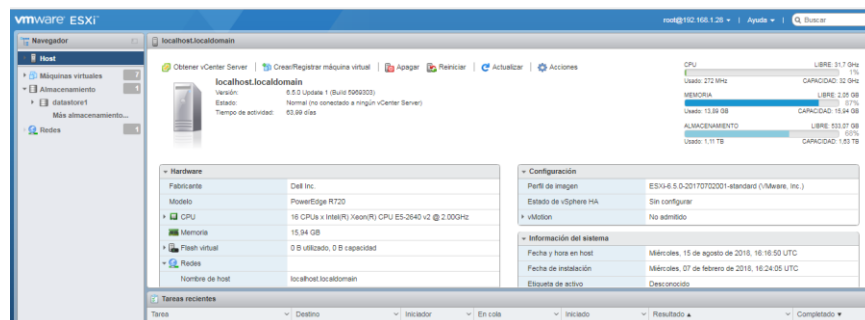 vmware ESXi
root@192.168.1.28
Ayuda
Buscar
Navegador
Host
Máquinas virtuales 7
Almacenamiento 1
datastore1
Más almacenamiento...
Redes 1
localhost.localdomain
Obtener vCenter Server
Crear/Registrar máquina virtual
Apagar
Reiniciar
Actualizar
Acciones
localhost.localdomain
Versión: 6.5.0 Update 1 (Build 5969303)
Estado: Normal (no conectado a ningún vCenter Server)
Tiempo de actividad: 63,99 días
CPU LIBRE: 31,7 GHz
1%
Usado: 272 MHz CAPACIDAD: 32 GHz
MEMORIA LIBRE: 2,05 GB
87%
Usado: 13,89 GB CAPACIDAD: 15,94 GB
ALMACENAMIENTO LIBRE: 533,07 GB
68%
Usado: 1,11 TB CAPACIDAD: 1,63 TB
Hardware
Fabricante Dell Inc.
Modelo PowerEdge R720
CPU 16 CPUs x Intel(R) Xeon(R) CPU E5-2640 v2 @ 2.00GHz
Memoria 15,94 GB
Flash virtual 0 B utilizado, 0 B capacidad
Redes
Nombre de host localhost.localdomain
Configuración
Perfil de imagen ESXi-6.5.0-20170702001-standard (VMware, Inc.)
Estado de vSphere HA Sin configurar
vMotion No admitido
Información del sistema
Fecha y hora en host Miércoles, 15 de agosto de 2018, 16:16:50 UTC
Fecha de instalación Miércoles, 07 de febrero de 2018, 16:24:05 UTC
Etiqueta de activo Desconocido
Tareas recientes
Tarea Destino Iniciador En cola Iniciado Resultado ▲ Completado ▼